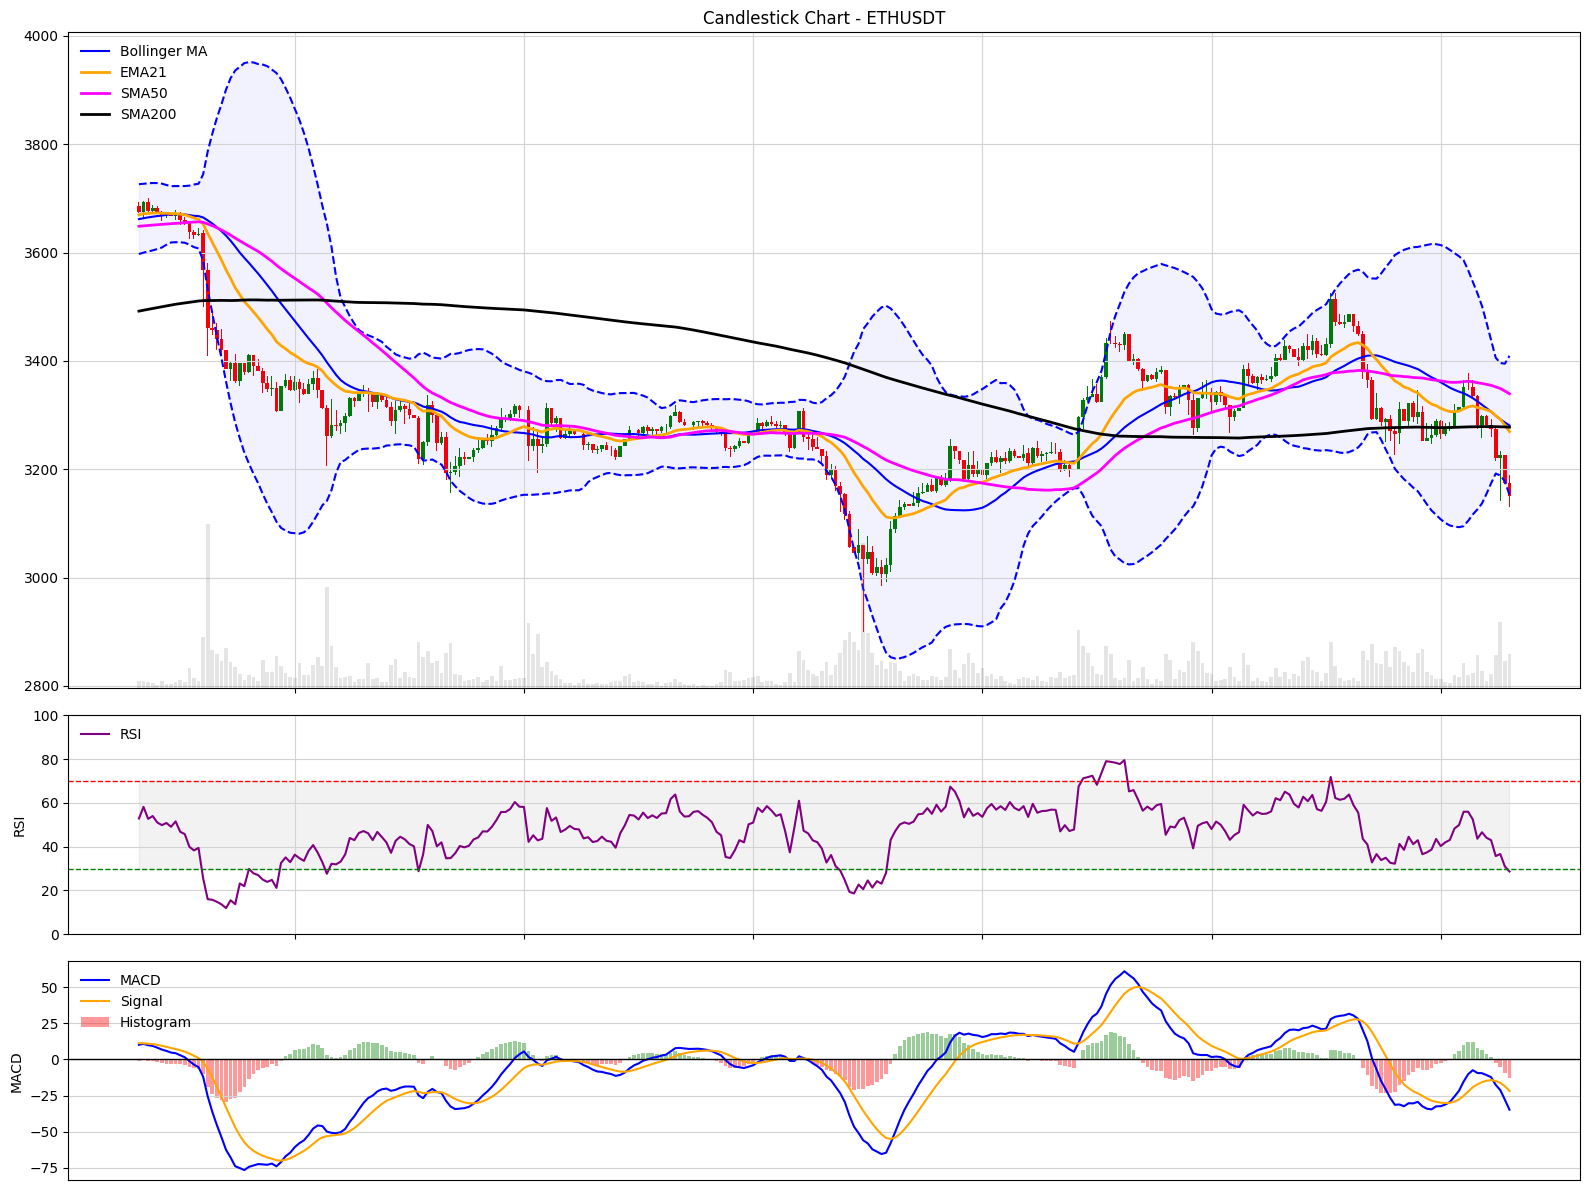 Candlestick Chart - ETHUSDT
4000
3800
3600
3400
3200
3000
2800
Bollinger MA
EMA21
SMA50
SMA200
100
80
60
40
20
0
RSI
RSI
50
25
0
−25
−50
−75
MACD
MACD
Signal
Histogram